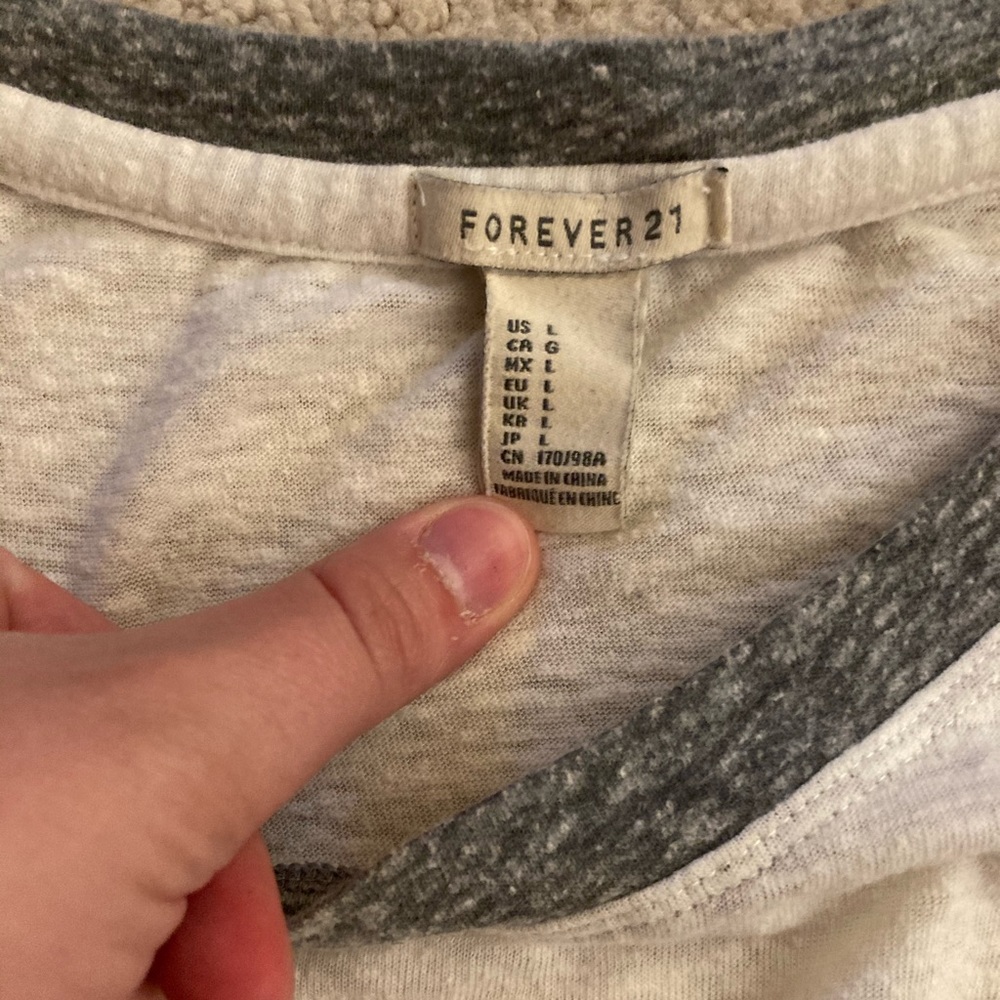 FOREVER 21
US L
CA G
MX L
EU L
UK L
KR L
JP L
CN 170/98A
MADE IN CHINA
FABRIQUÉ EN CHINE